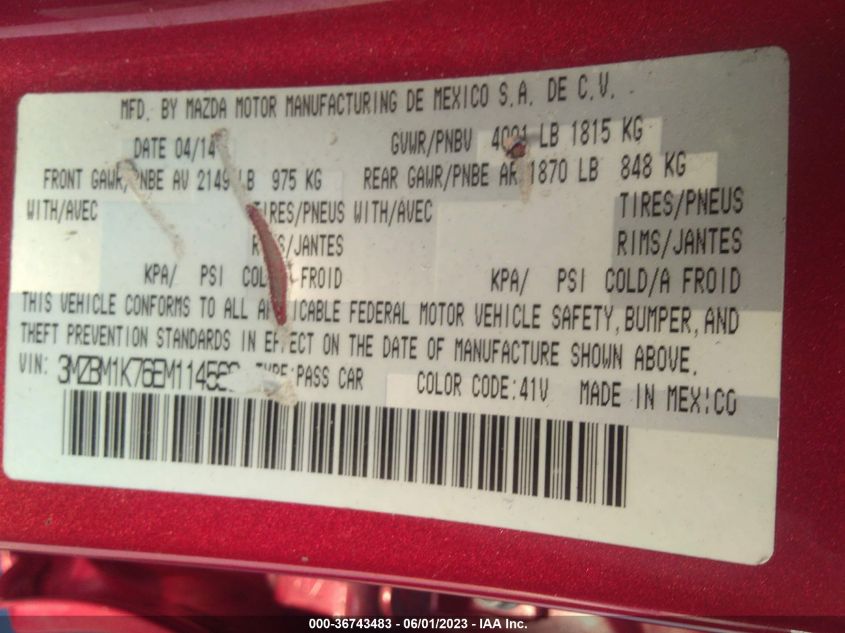 MFD. BY MAZDA MOTOR MANUFACTURING DE MEXICO S.A. DE C.V.
DATE 04/14 GVWR/PNBV LB 1815 KG
FRONT GAWR/PNBE AV 2149 LB 975 KG REAR GAWR/PNBE AR 1870 LB 848 KG
WITH/AVEC TIRES/PNEUS WITH/AVEC TIRES/PNEUS
RIMS/JANTES RIMS/JANTES
KPA/ PSI COLD/A FROID KPA/ PSI COLD/A FROID
THIS VEHICLE CONFORMS TO ALL APPLICABLE FEDERAL MOTOR VEHICLE SAFETY, BUMPER, AND
THEFT PREVENTION STANDARDS IN EFFECT ON THE DATE OF MANUFACTURE SHOWN ABOVE.
VIN: TYPE:PASS CAR COLOR CODE:41V MADE IN MEXICO
000-36743483 - 06/01/2023 - IAA Inc.